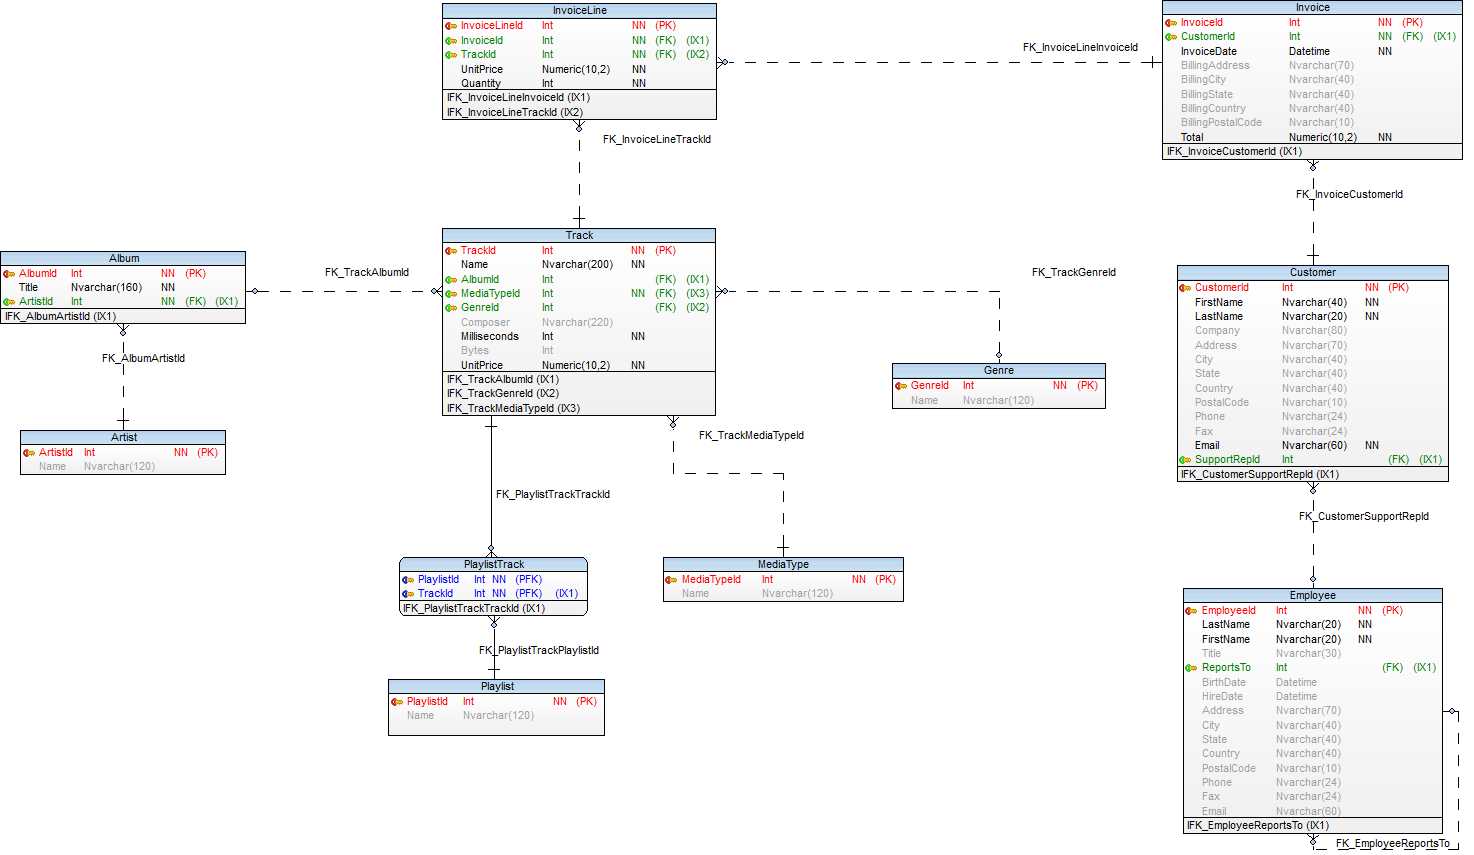 InvoiceLine
InvoiceLineId Int NN (PK)
InvoiceId Int NN (FK) (IX1)
TrackId Int NN (FK) (IX2)
UnitPrice Numeric(10,2) NN
Quantity Int NN
IFK_InvoiceLineInvoiceId (IX1)
IFK_InvoiceLineTrackId (IX2)
FK_InvoiceLineInvoiceId
Invoice
InvoiceId Int NN (PK)
CustomerId Int NN (FK) (IX1)
InvoiceDate Datetime NN
BillingAddress Nvarchar(70)
BillingCity Nvarchar(40)
BillingState Nvarchar(40)
BillingCountry Nvarchar(40)
BillingPostalCode Nvarchar(10)
Total Numeric(10,2) NN
IFK_InvoiceCustomerId (IX1)
FK_InvoiceLineTrackId
FK_InvoiceCustomerId
Album
AlbumId Int NN (PK)
Title Nvarchar(160) NN
ArtistId Int NN (FK) (IX1)
IFK_AlbumArtistId (IX1)
FK_TrackAlbumId
Track
TrackId Int NN (PK)
Name Nvarchar(200) NN
AlbumId Int (FK) (IX1)
MediaTypeId Int NN (FK) (IX3)
GenreId Int (FK) (IX2)
Composer Nvarchar(220)
Milliseconds Int NN
Bytes Int
UnitPrice Numeric(10,2) NN
IFK_TrackAlbumId (IX1)
IFK_TrackGenreId (IX2)
IFK_TrackMediaTypeId (IX3)
FK_TrackGenreId
Customer
CustomerId Int NN (PK)
FirstName Nvarchar(40) NN
LastName Nvarchar(20) NN
Company Nvarchar(80)
Address Nvarchar(70)
City Nvarchar(40)
State Nvarchar(40)
Country Nvarchar(40)
PostalCode Nvarchar(10)
Phone Nvarchar(24)
Fax Nvarchar(24)
Email Nvarchar(60) NN
SupportRepId Int (FK) (IX1)
IFK_CustomerSupportRepId (IX1)
FK_AlbumArtistId
Genre
GenreId Int NN (PK)
Name Nvarchar(120)
Artist
ArtistId Int NN (PK)
Name Nvarchar(120)
FK_TrackMediaTypeId
FK_PlaylistTrackTrackId
FK_CustomerSupportRepId
PlaylistTrack
PlaylistId Int NN (PFK)
TrackId Int NN (PFK) (IX1)
IFK_PlaylistTrackTrackId (IX1)
MediaType
MediaTypeId Int NN (PK)
Name Nvarchar(120)
FK_PlaylistTrackPlaylistId
Playlist
PlaylistId Int NN (PK)
Name Nvarchar(120)
Employee
EmployeeId Int NN (PK)
LastName Nvarchar(20) NN
FirstName Nvarchar(20) NN
Title Nvarchar(30)
ReportsTo Int (FK) (IX1)
BirthDate Datetime
HireDate Datetime
Address Nvarchar(70)
City Nvarchar(40)
State Nvarchar(40)
Country Nvarchar(40)
PostalCode Nvarchar(10)
Phone Nvarchar(24)
Fax Nvarchar(24)
Email Nvarchar(60)
IFK_EmployeeReportsTo (IX1)
FK_EmployeeReportsTo